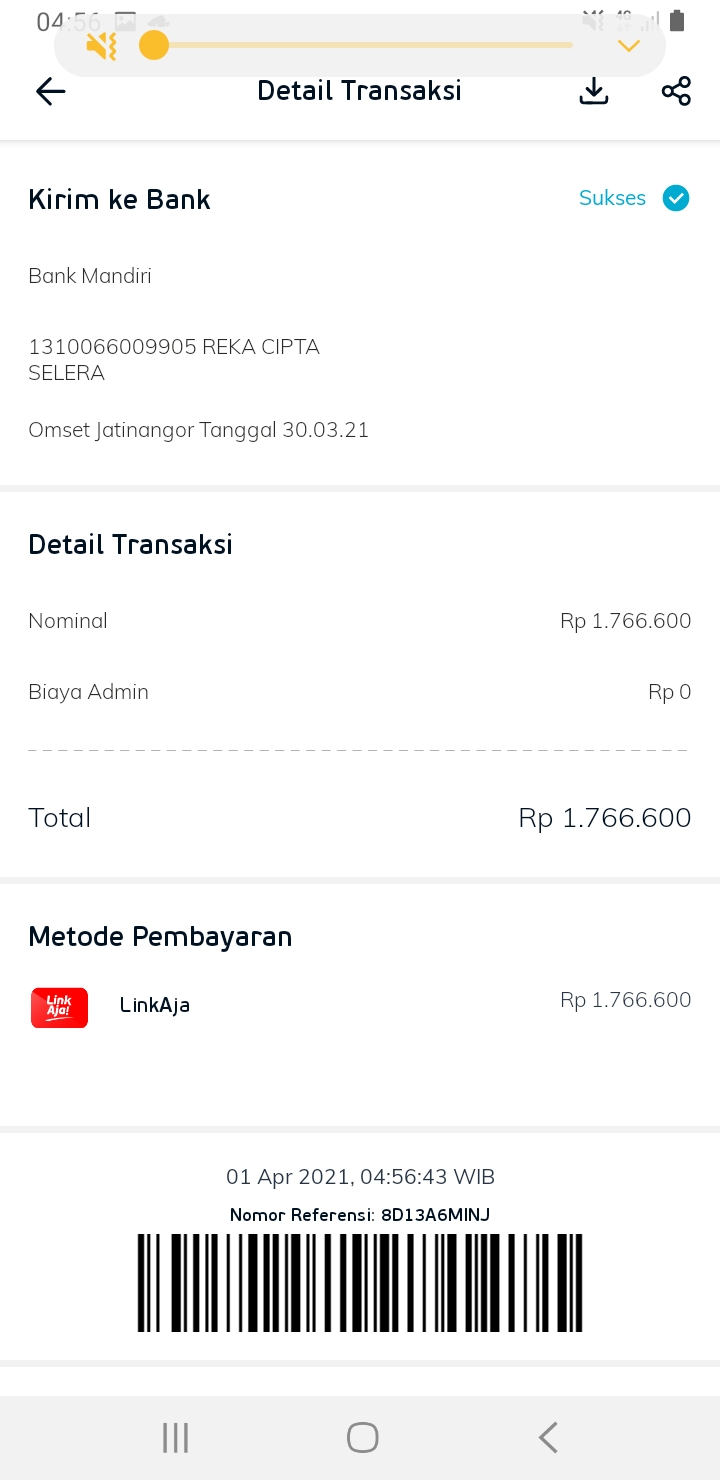 04:56
4G
Detail Transaksi
Kirim ke Bank
Sukses
Bank Mandiri
1310066009905 REKA CIPTA
SELERA
Omset Jatinangor Tanggal 30.03.21
Detail Transaksi
Nominal
Rp 1.766.600
Biaya Admin
Rp 0
Total
Rp 1.766.600
Metode Pembayaran
Link
Aja!
LinkAja
Rp 1.766.600
01 Apr 2021, 04:56:43 WIB
Nomor Referensi: 8D13A6MINJ